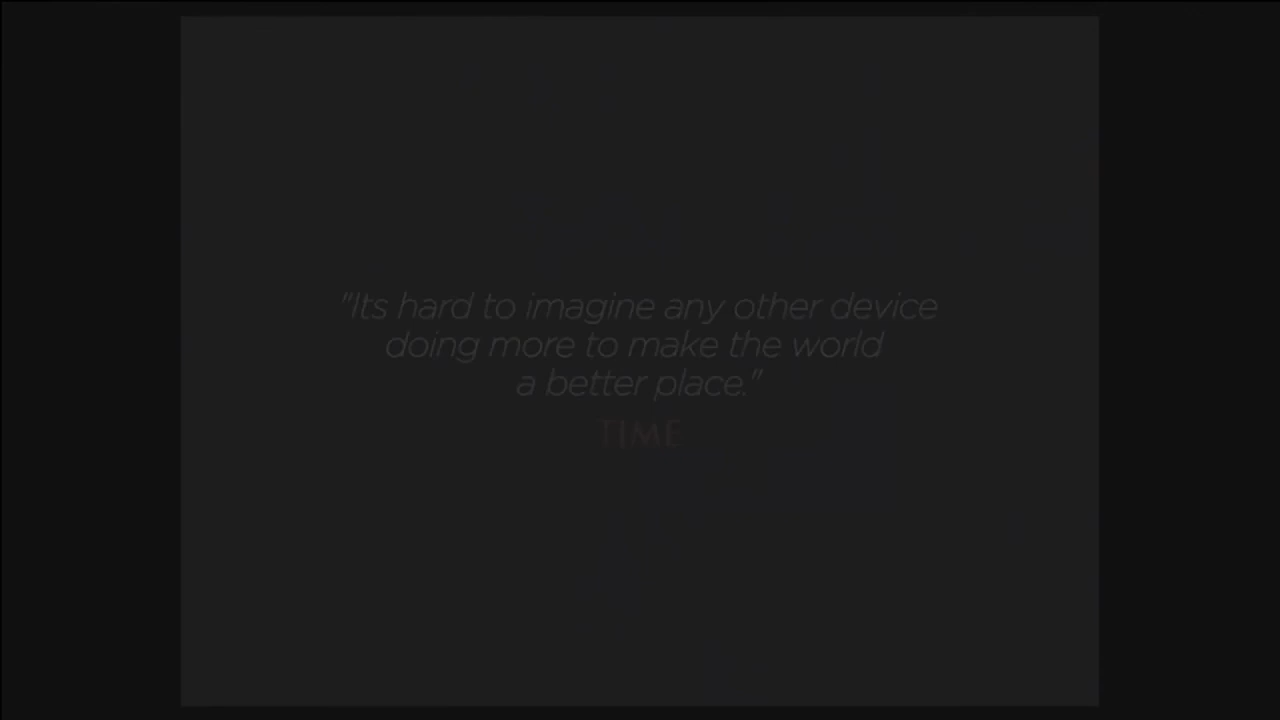 "Its hard to imagine any other device
doing more to make the world
a better place."
TIME